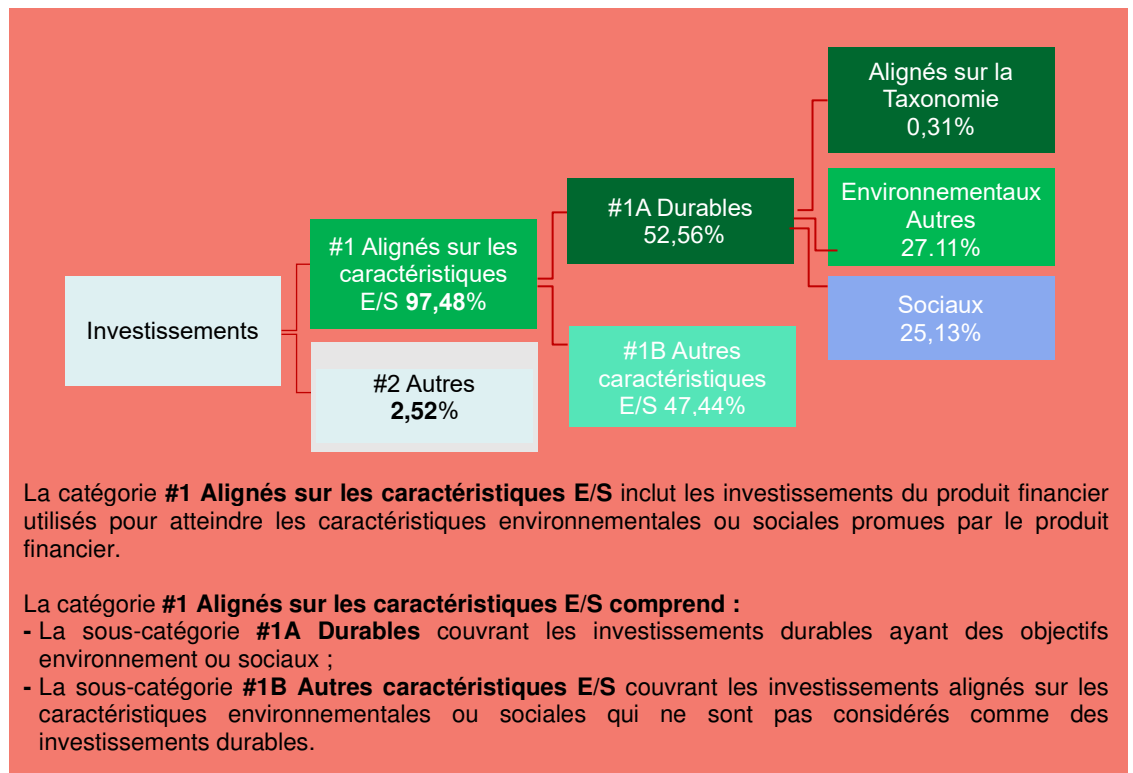 Investissements
#1 Alignés sur les
caractéristiques
E/S 97,48%
#2 Autres
2,52%
#1A Durables
52,56%
#1B Autres
caractéristiques
E/S 47,44%
Alignés sur la
Taxonomie
0,31%
Environnementaux
Autres
27.11%
Sociaux
25,13%
La catégorie #1 Alignés sur les caractéristiques E/S inclut les investissements du produit financier
utilisés pour atteindre les caractéristiques environnementales ou sociales promues par le produit
financier.
La catégorie #1 Alignés sur les caractéristiques E/S comprend :
- La sous-catégorie #1A Durables couvrant les investissements durables ayant des objectifs
environnement ou sociaux ;
- La sous-catégorie #1B Autres caractéristiques E/S couvrant les investissements alignés sur les
caractéristiques environnementales ou sociales qui ne sont pas considérés comme des
investissements durables.